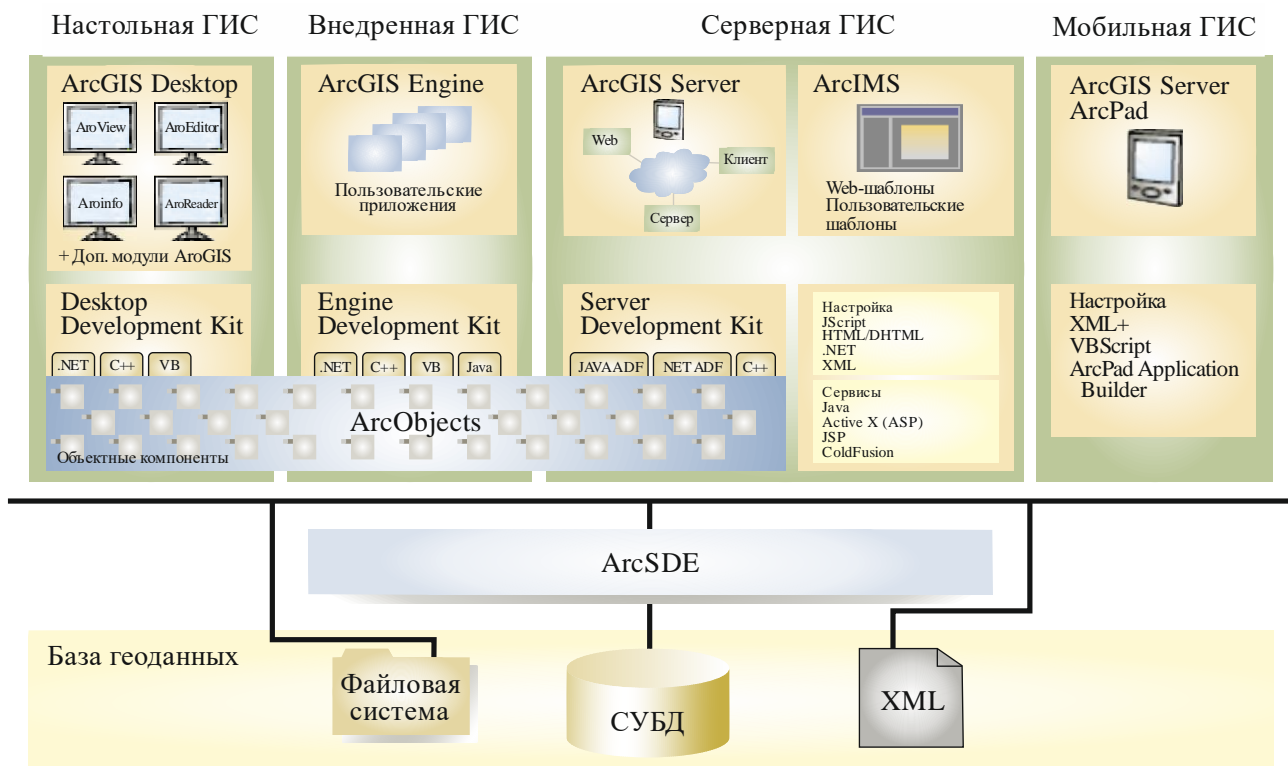 Настольная ГИС
Внедренная ГИС
Серверная ГИС
Мобильная ГИС
ArcGIS Desktop
AroView
AroEditor
Aroinfo
AroReader
+ Доп. модули AroGIS
ArcGIS Engine
Пользовательские
приложения
ArcGIS Server
Web
Клиент
Сервер
ArcIMS
Web-шаблоны
Пользовательские
шаблоны
ArcGIS Server
ArcPad
Desktop
Development Kit
.NET
C++
VB
Engine
Development Kit
.NET
C++
VB
Java
Server
Development Kit
JAVAADF
NET ADF
C++
ArcObjects
Объектные компоненты
Настройка
JScript
HTML/DHTML
.NET
XML
Сервисы
Java
Active X (ASP)
JSP
ColdFusion
Настройка
XML+
VBScript
ArcPad Application
Builder
ArcSDE
База геоданных
Файловая
система
СУБД
XML